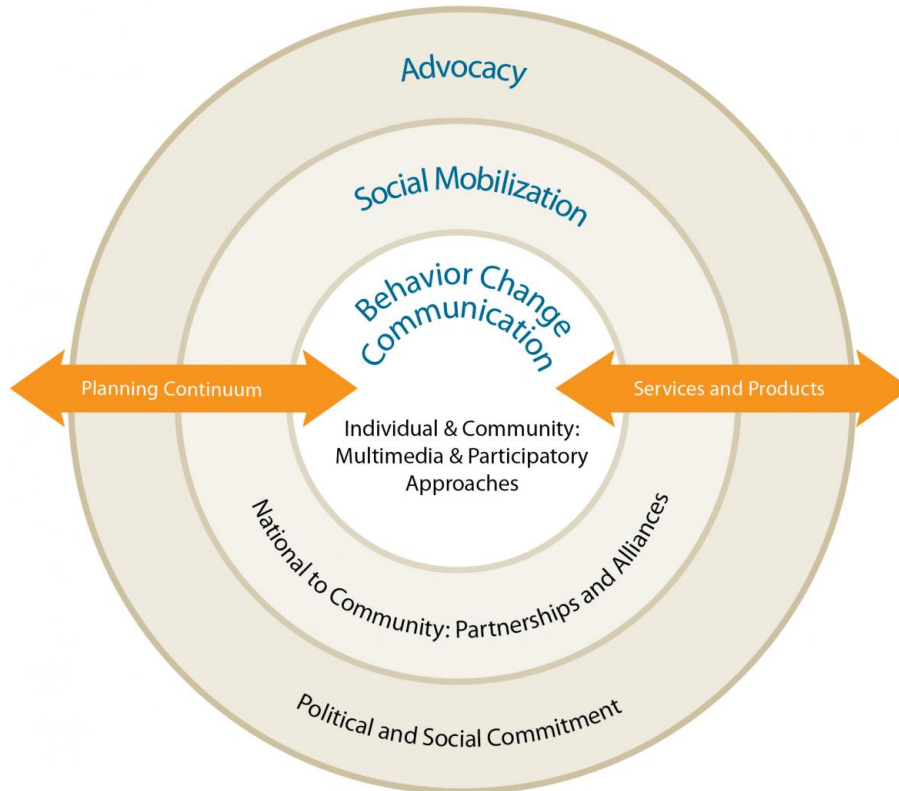 Advocacy
Social Mobilization
Behavior Change
Communication
Planning Continuum
Services and Products
Individual & Community:
Multimedia & Participatory
Approaches
National to Community: Partnerships and Alliances
Political and Social Commitment